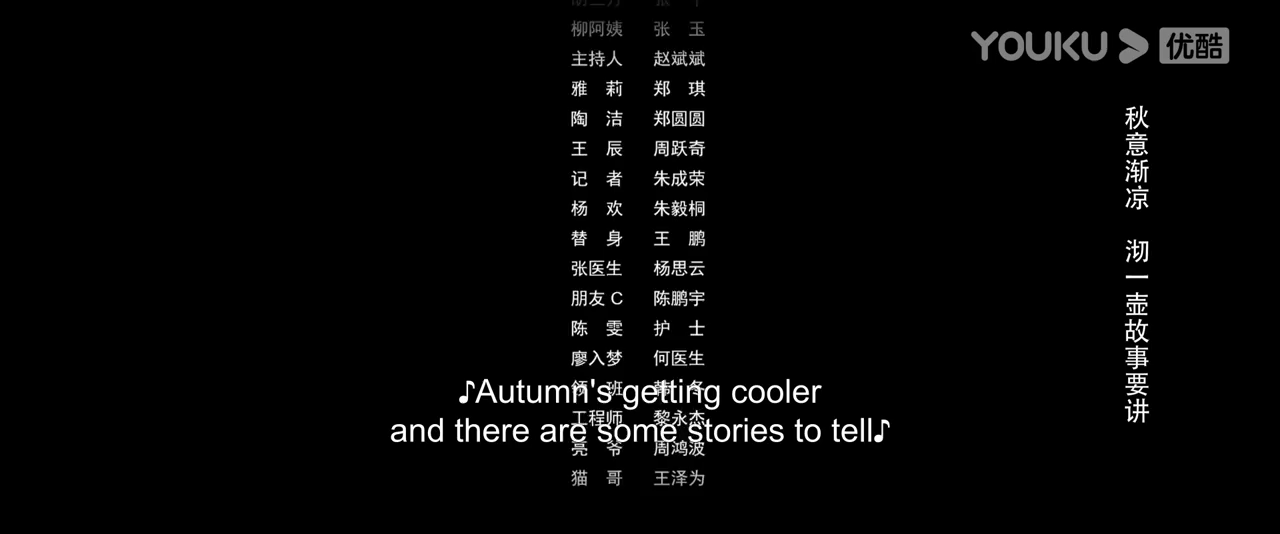 YOUKU 优酷
柳阿姨 张 玉
主持人 赵斌斌
雅 莉 郑 琪
陶 洁 郑圆圆
王 辰 周跃奇
记 者 朱成荣
杨 欢 朱毅桐
替 身 王 鹏
张医生 杨思云
朋友 C 陈鹏宇
陈 雯 护 士
廖入梦 何医生
领 班 韩 冬
工程师 黎永杰
亮 爷 周鸿波
猫 哥 王泽为
秋意渐凉 沏一壶故事要讲
♪Autumn's getting cooler
and there are some stories to tell♪